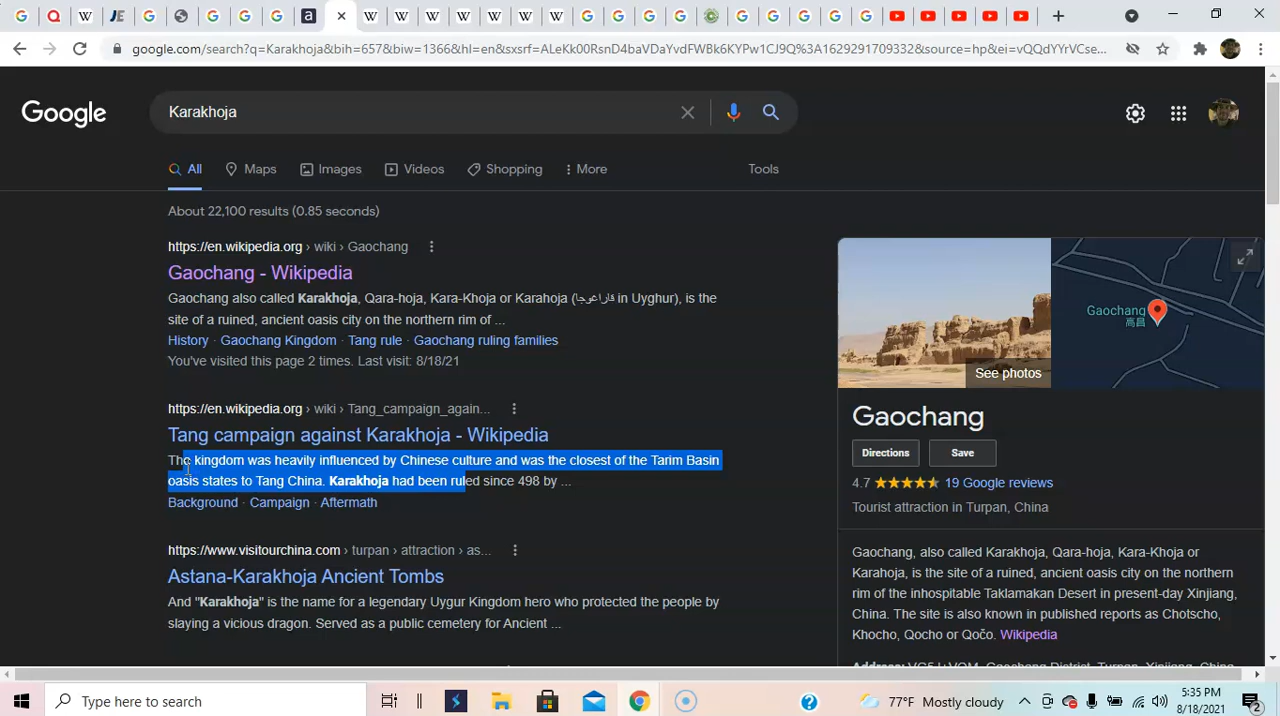 google.com/search?q=Karakhoja&bih=657&biw=1366&hl=en&sxsrf=ALeKk00RsnD4baVDaYvdFWBk6KYPw1CJ9Q%3A1629291709332&source=hp&ei=vQQdYYrVCse...
Google
Karakhoja
All Maps Images Videos Shopping More Tools
About 22,100 results (0.85 seconds)
https://en.wikipedia.org › wiki › Gaochang
Gaochang - Wikipedia
Gaochang also called Karakhoja, Qara-hoja, Kara-Khoja or Karahoja (قاراغوجا in Uyghur), is the
site of a ruined, ancient oasis city on the northern rim of ...
History · Gaochang Kingdom · Tang rule · Gaochang ruling families
You've visited this page 2 times. Last visit: 8/18/21
https://en.wikipedia.org › wiki › Tang_campaign_again...
Tang campaign against Karakhoja - Wikipedia
The kingdom was heavily influenced by Chinese culture and was the closest of the Tarim Basin
oasis states to Tang China. Karakhoja had been ruled since 498 by ...
Background · Campaign · Aftermath
https://www.visitourchina.com › turpan › attraction › as...
Astana-Karakhoja Ancient Tombs
And "Karakhoja" is the name for a legendary Uygur Kingdom hero who protected the people by
slaying a vicious dragon. Served as a public cemetery for Ancient ...
See photos
Gaochang
高昌
Gaochang
Directions Save
4.7 19 Google reviews
Tourist attraction in Turpan, China
Gaochang, also called Karakhoja, Qara-hoja, Kara-Khoja or
Karahoja, is the site of a ruined, ancient oasis city on the northern
rim of the inhospitable Taklamakan Desert in present-day Xinjiang,
China. The site is also known in published reports as Chotscho,
Khocho, Qocho or Qočo. Wikipedia
Address: VG5J+VQM, Gaochang District, Turpan, Xinjiang, China
Type here to search
77°F Mostly cloudy
5:35 PM
8/18/2021
2